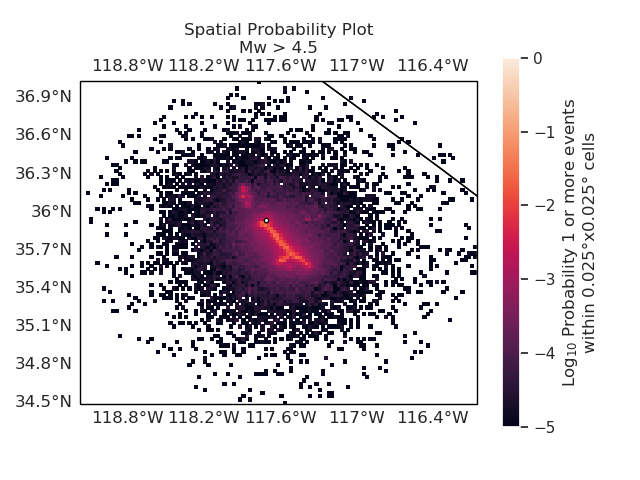 Spatial Probability Plot
Mw > 4.5
118.8°W 118.2°W 117.6°W 117°W 116.4°W
36.9°N
36.6°N
36.3°N
36°N
35.7°N
35.4°N
35.1°N
34.8°N
34.5°N
118.8°W 118.2°W 117.6°W 117°W 116.4°W
0
−1
−2
−3
−4
−5
Log₁₀ Probability 1 or more events
within 0.025°x0.025° cells